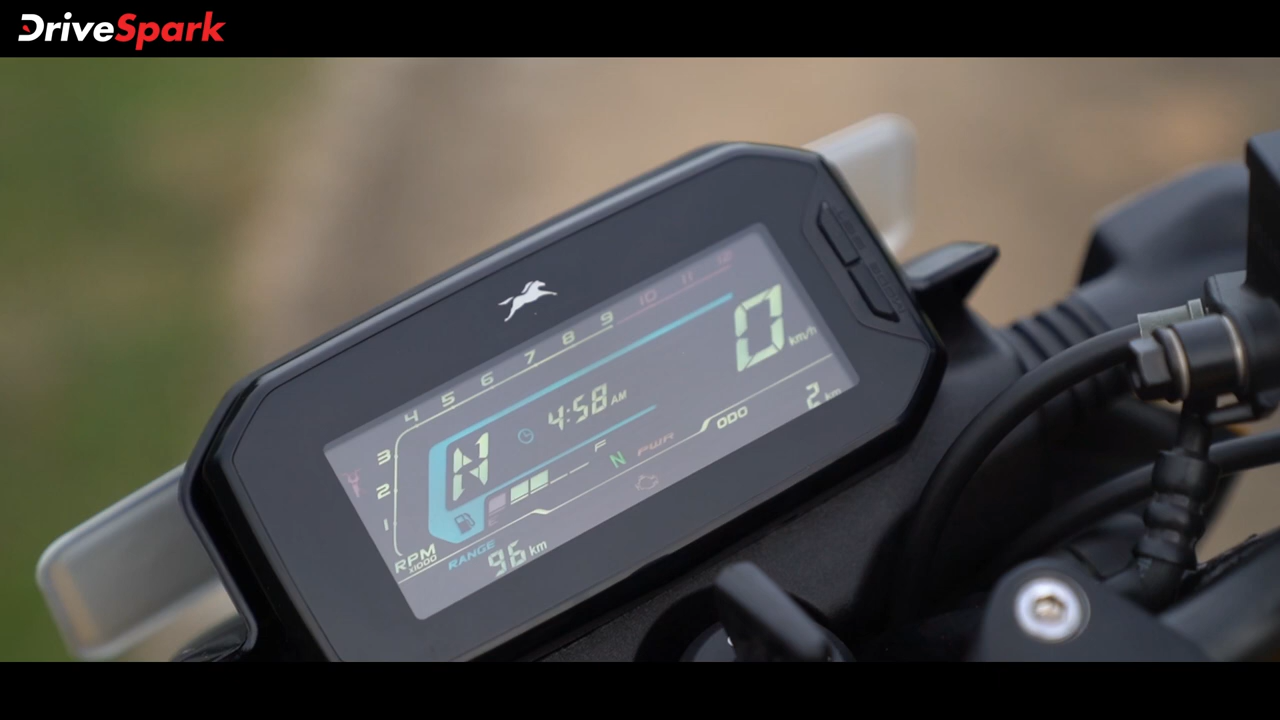 DriveSpark
4 5 6 7 8 9 10 11 12
3
2
1
0
km/h
N
4:58 AM
F
N
PWR
ODO
2 km
RPM
x1000
RANGE
96 km